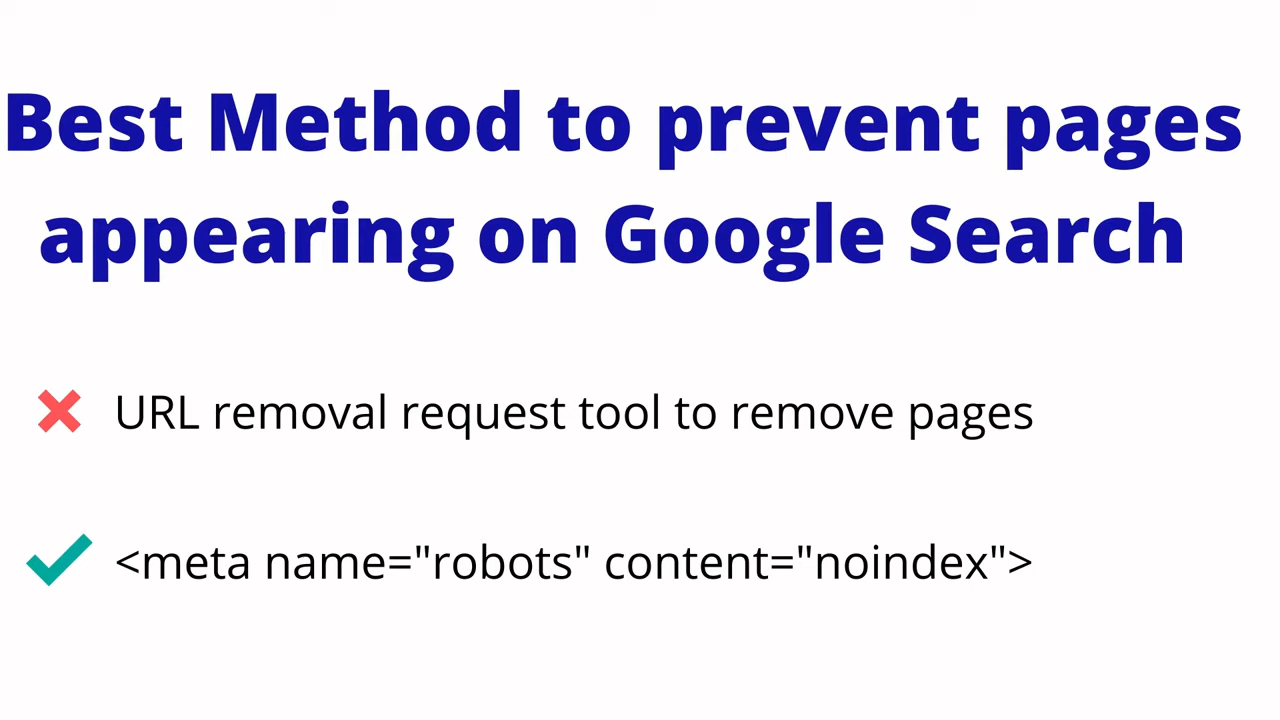 Best Method to prevent pages
appearing on Google Search
URL removal request tool to remove pages
<meta name="robots" content="noindex">